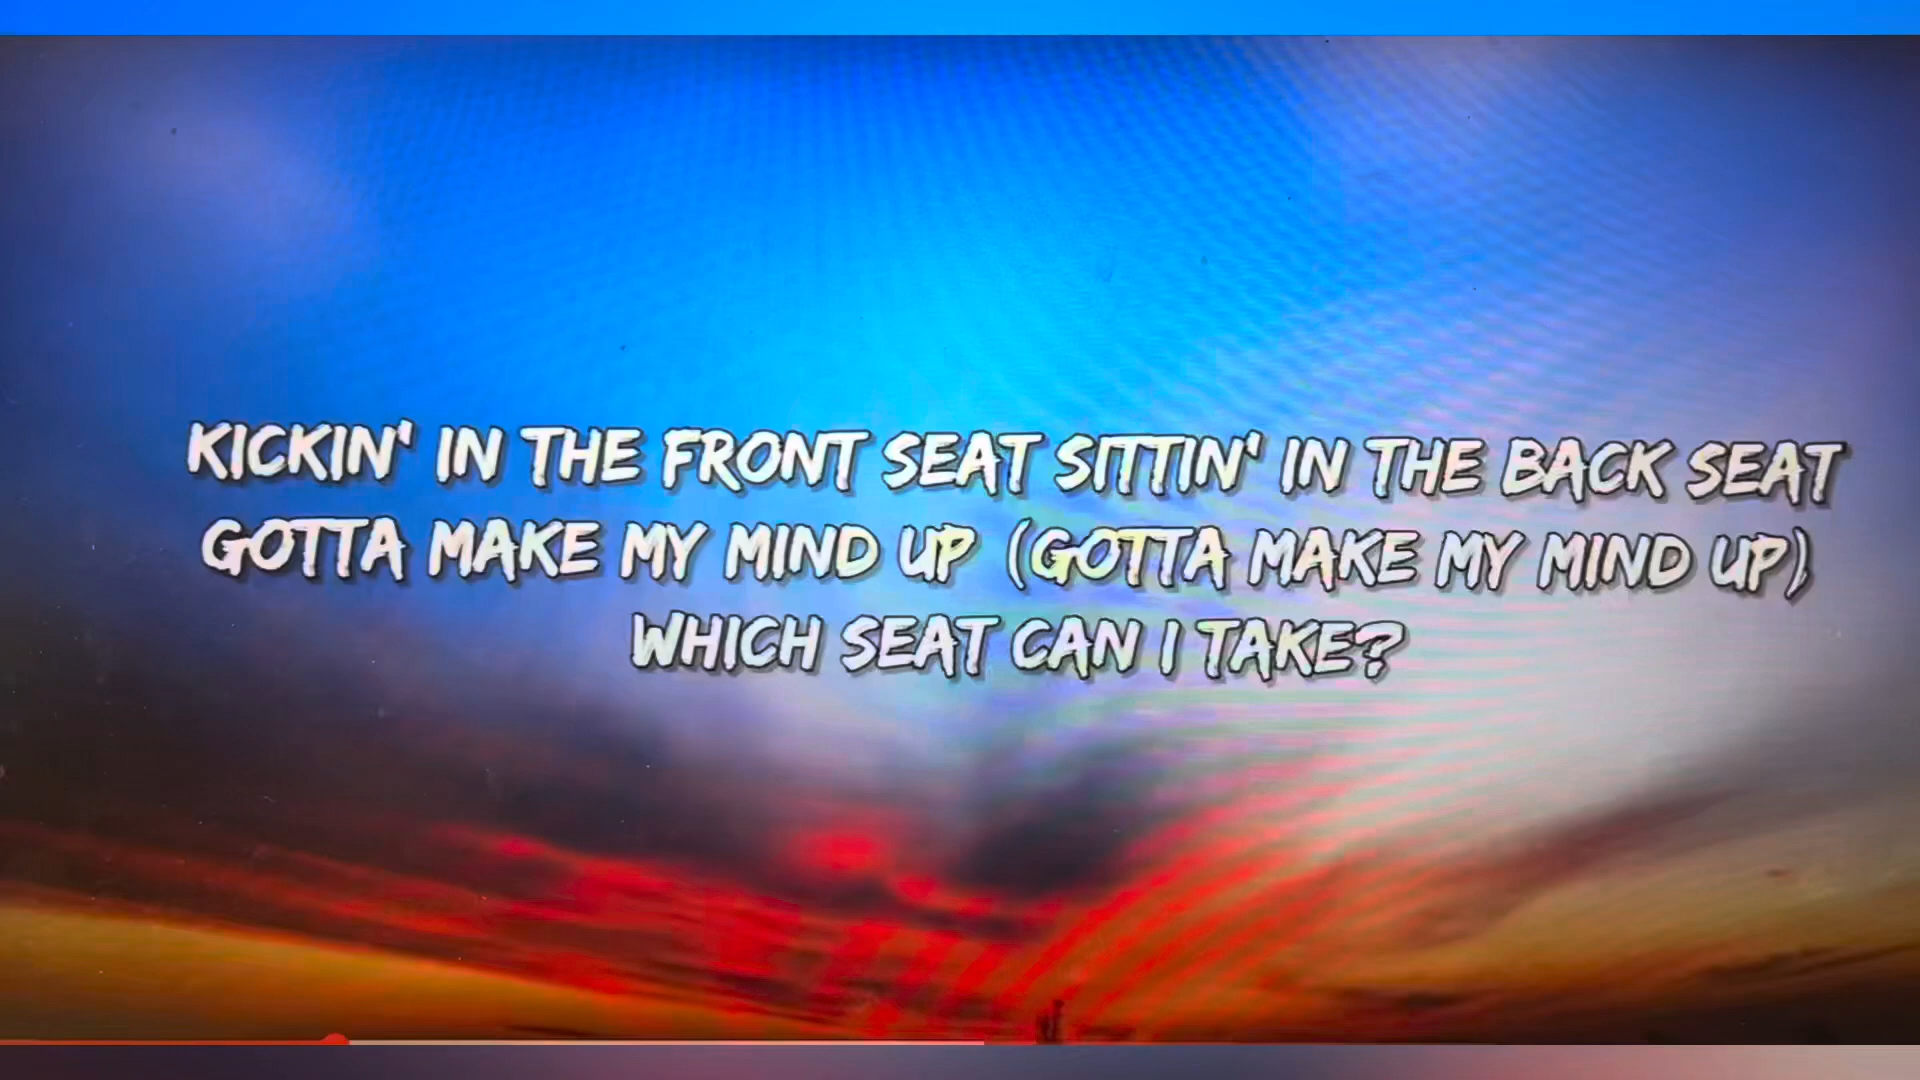 KICKIN' IN THE FRONT SEAT SITTIN' IN THE BACK SEAT
GOTTA MAKE MY MIND UP (GOTTA MAKE MY MIND UP)
WHICH SEAT CAN I TAKE?